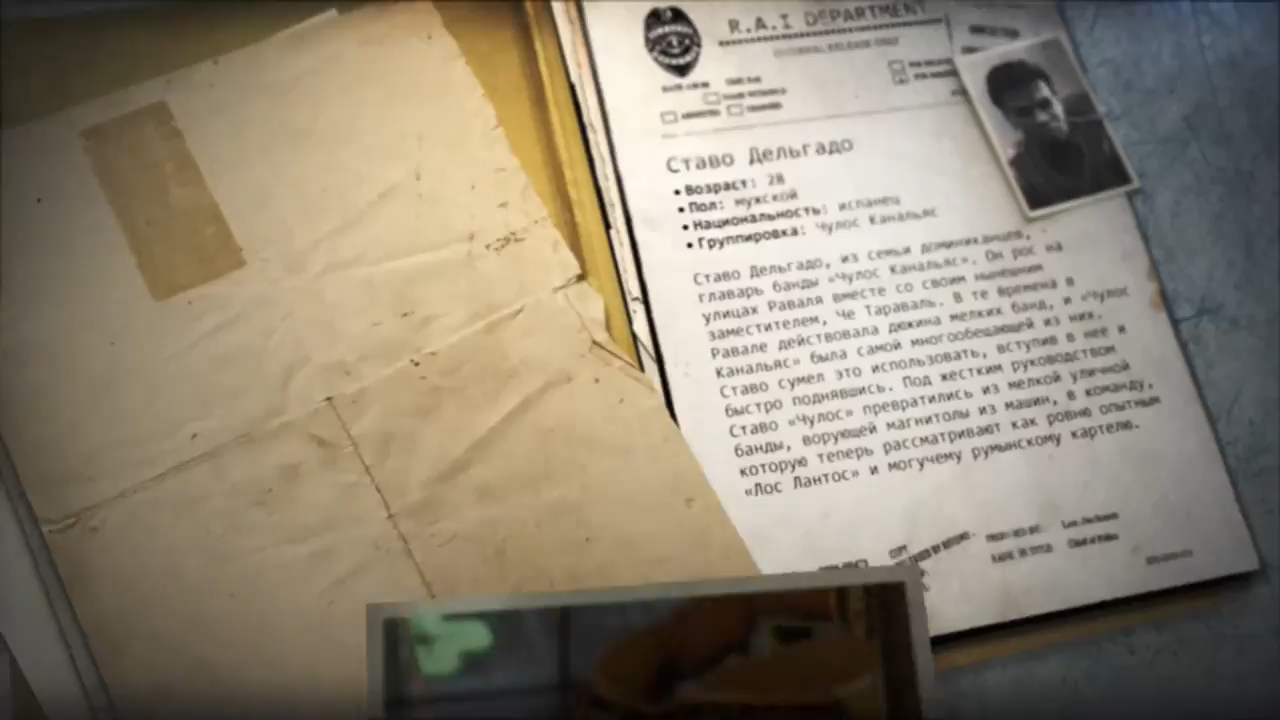 R.A.I DEPARTMENT
Ставо Дельгадо
• Возраст: 28
• Пол: мужской
• Национальность: испанец
• Группировка: Чулос Канальяс
Ставо Дельгадо, из семьи доминиканцев,
главарь банды «Чулос Канальяс». Он рос на
улицах Раваля вместе со своим нынешним
заместителем, Че Тараваль. В те времена в
Равале действовала дюжина мелких банд, и «Чулос
Канальяс» была самой многообещающей из них.
Ставо сумел это использовать, вступив в неё и
быстро поднявшись. Под жёстким руководством
Ставо «Чулос» превратились из мелкой уличной
банды, ворующей магнитолы из машин, в команду,
которую теперь рассматривают как ровню опытным
«Лос Лантос» и могучему румынскому картелю.